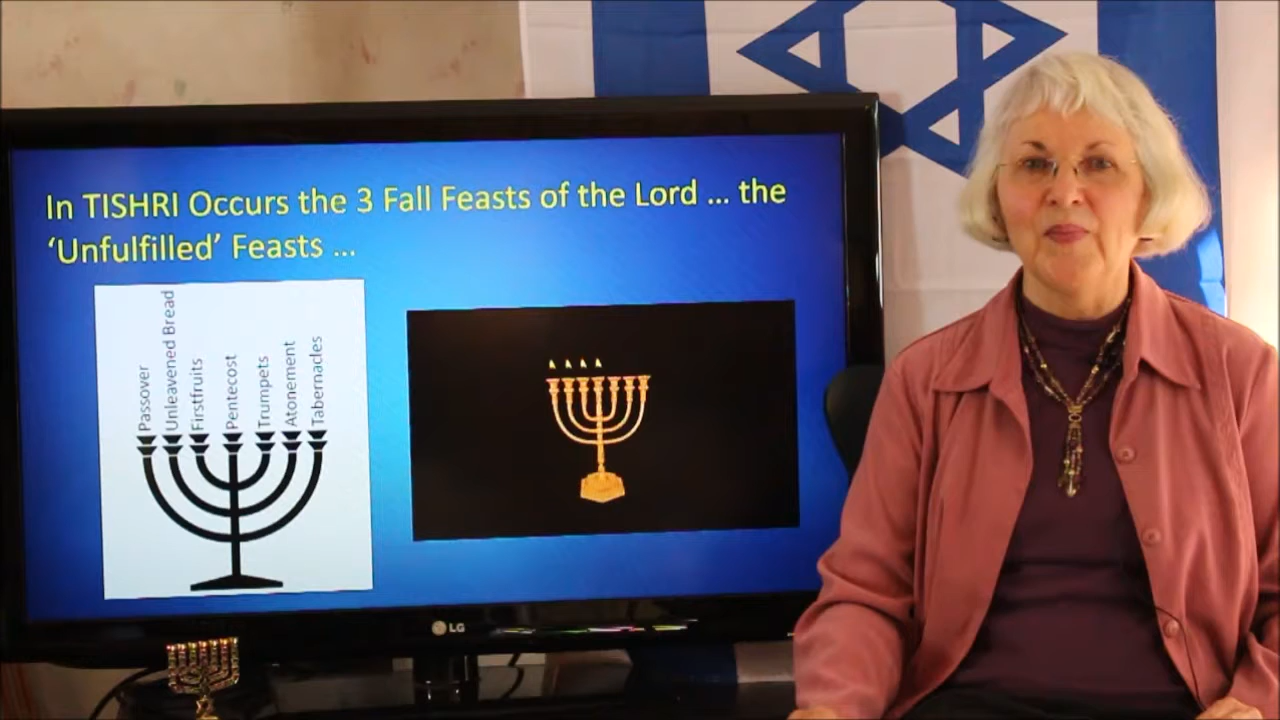 In TISHRI Occurs the 3 Fall Feasts of the Lord ... the
‘Unfulfilled’ Feasts ...
Passover
Unleavened Bread
Firstfruits
Pentecost
Trumpets
Atonement
Tabernacles
LG